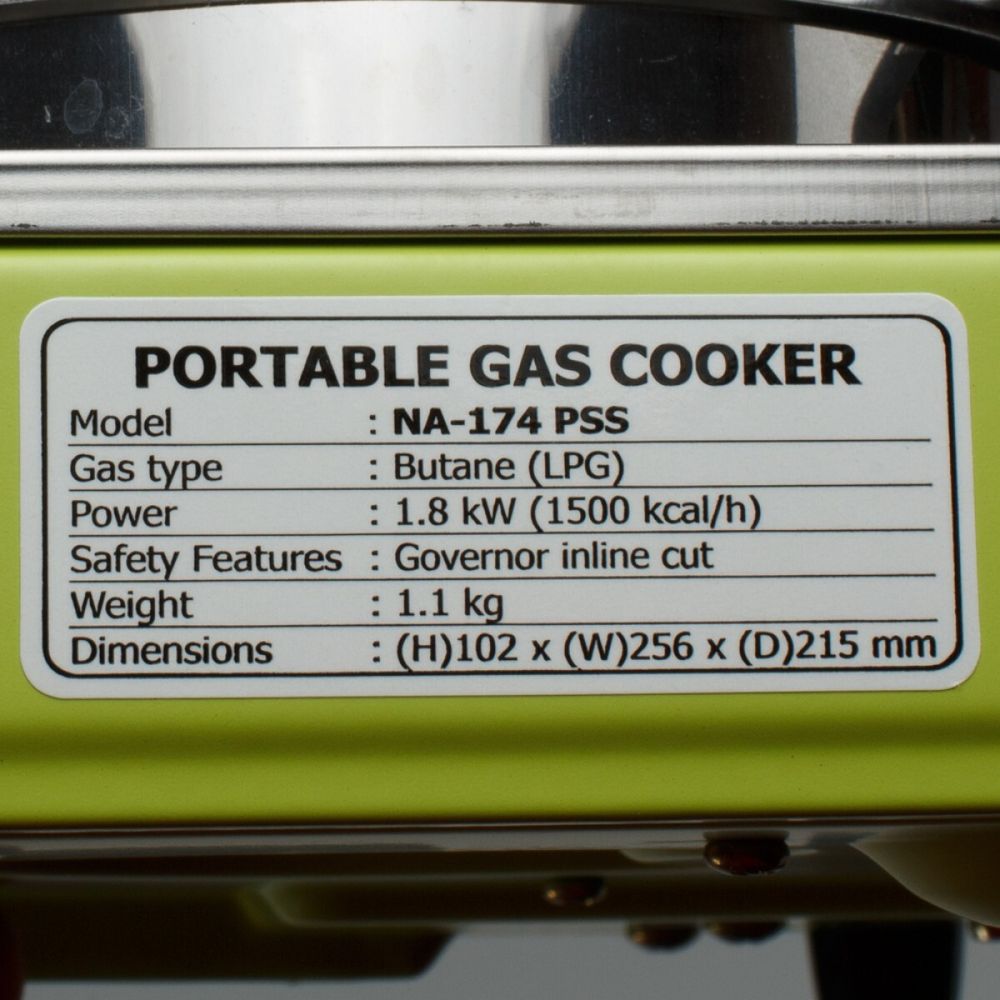 PORTABLE GAS COOKER
Model : NA-174 PSS
Gas type : Butane (LPG)
Power : 1.8 kW (1500 kcal/h)
Safety Features : Governor inline cut
Weight : 1.1 kg
Dimensions : (H)102 x (W)256 x (D)215 mm